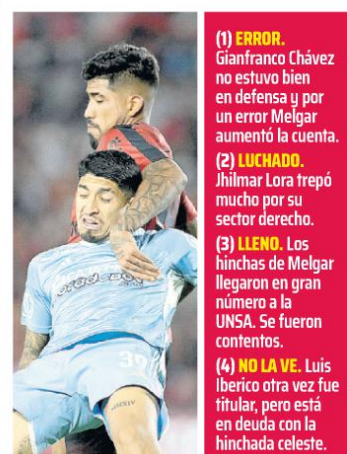 (1) ERROR.
Gianfranco Chávez
no estuvo bien
en defensa y por
un error Melgar
aumentó la cuenta.
(2) LUCHADO.
Jhilmar Lora trepó
mucho por su
sector derecho.
(3) LLENO. Los
hinchas de Melgar
llegaron en gran
número a la
UNSA. Se fueron
contentos.
(4) NO LA VE. Luis
Iberico otra vez fue
titular, pero está
en deuda con la
hinchada celeste.